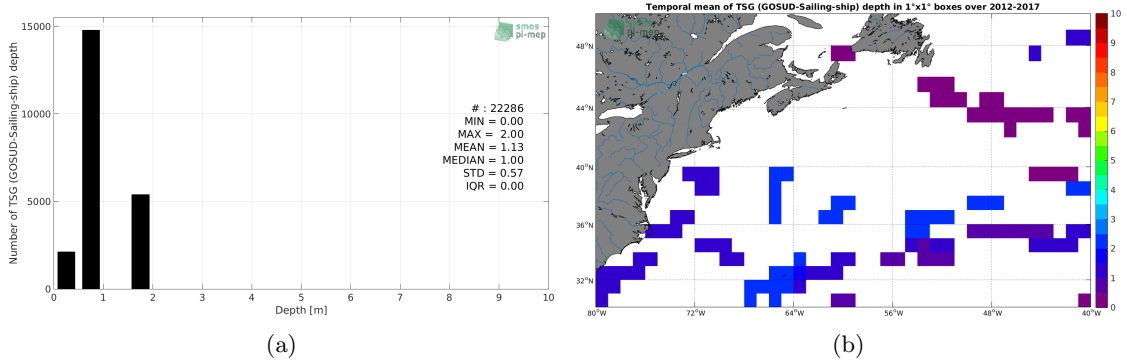 Number of TSG (GOSUD-Sailing-ship) depth
15000
10000
5000
0
smos
pi-mep
# : 22286
MIN = 0.00
MAX = 2.00
MEAN = 1.13
MEDIAN = 1.00
STD = 0.57
IQR = 0.00
0 1 2 3 4 5 6 7 8 9 10
Depth [m]
(a)
Temporal mean of TSG (GOSUD-Sailing-ship) depth in 1°x1° boxes over 2012-2017
smos
pi-mep
48°N
44°N
40°N
36°N
32°N
80°W 72°W 64°W 56°W 48°W 40°W
10
9
8
7
6
5
4
3
2
1
0
(b)